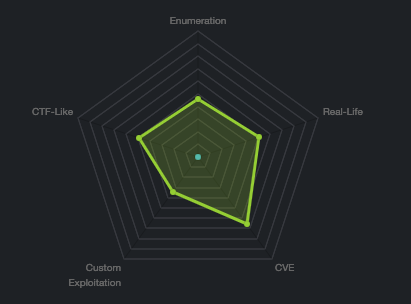 Enumeration
CTF-Like
Real-Life
Custom
Exploitation
CVE